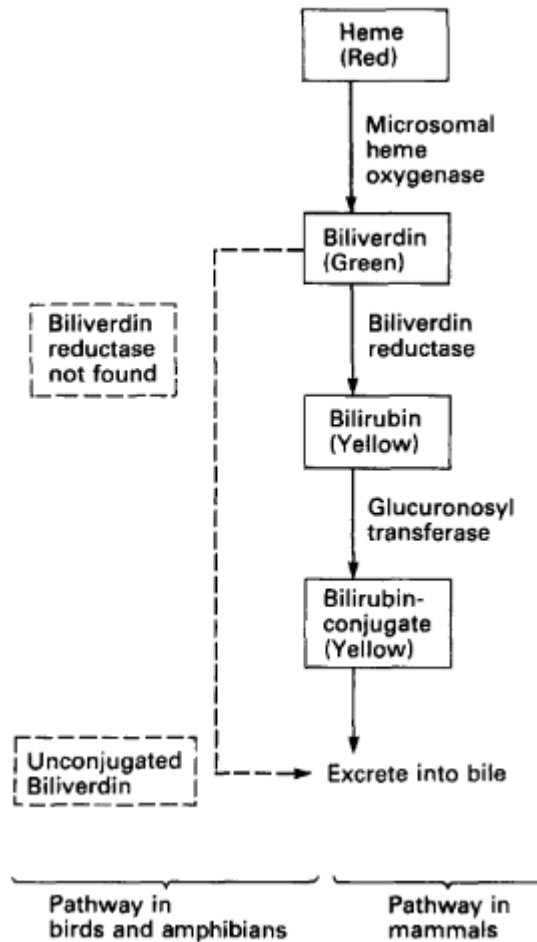 Heme
(Red)
Microsomal
heme
oxygenase
Biliverdin
(Green)
Biliverdin
reductase
not found
Biliverdin
reductase
Bilirubin
(Yellow)
Glucuronosyl
transferase
Bilirubin-
conjugate
(Yellow)
Unconjugated
Biliverdin
Excrete into bile
Pathway in
birds and amphibians
Pathway in
mammals